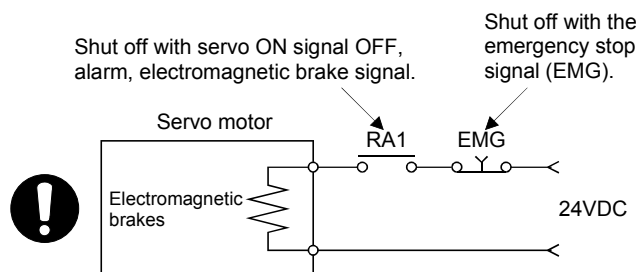 Shut off with servo ON signal OFF,
alarm, electromagnetic brake signal.
Shut off with the
emergency stop
signal (EMG).
Servo motor
RA1
EMG
Electromagnetic
brakes
24VDC